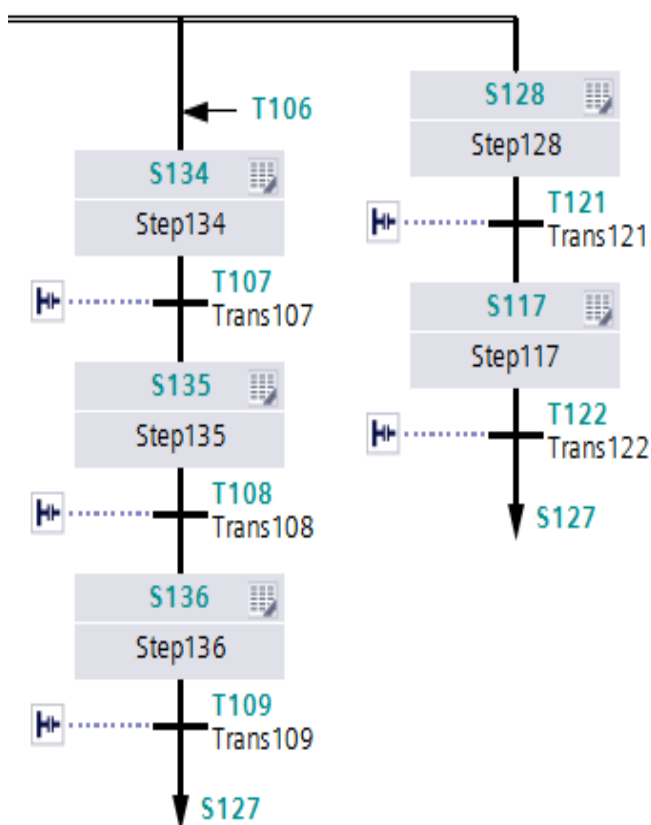 T106
S134
Step134
T107
Trans107
S135
Step135
T108
Trans108
S136
Step136
T109
Trans109
S127
S128
Step128
T121
Trans121
S117
Step117
T122
Trans122
S127